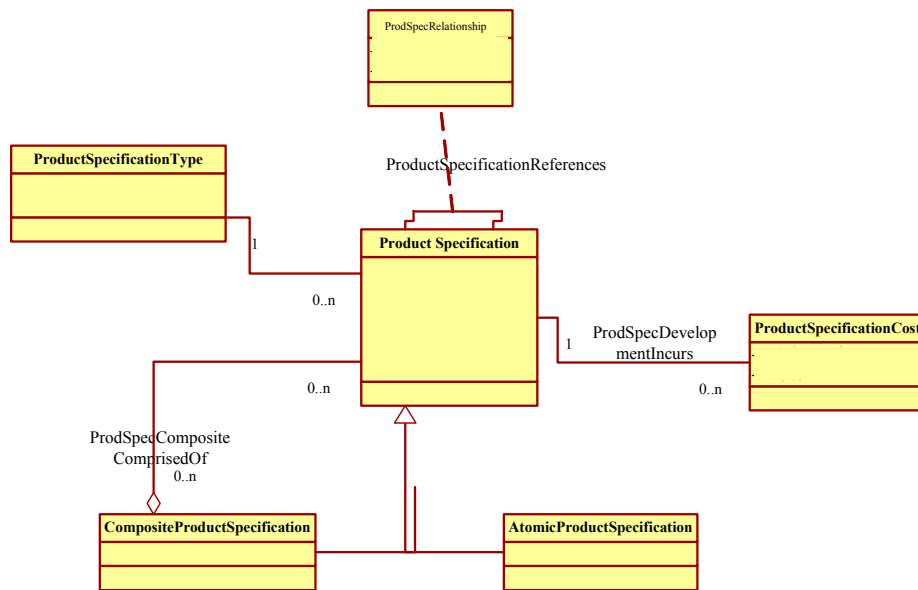 ProdSpecRelationship
ProductSpecificationType
ProductSpecificationReferences
Product Specification
1
0..n
ProdSpecDevelop
mentIncurs
1
0..n
ProductSpecificationCost
0..n
ProdSpecComposite
ComprisedOf
0..n
CompositeProductSpecification
AtomicProductSpecification